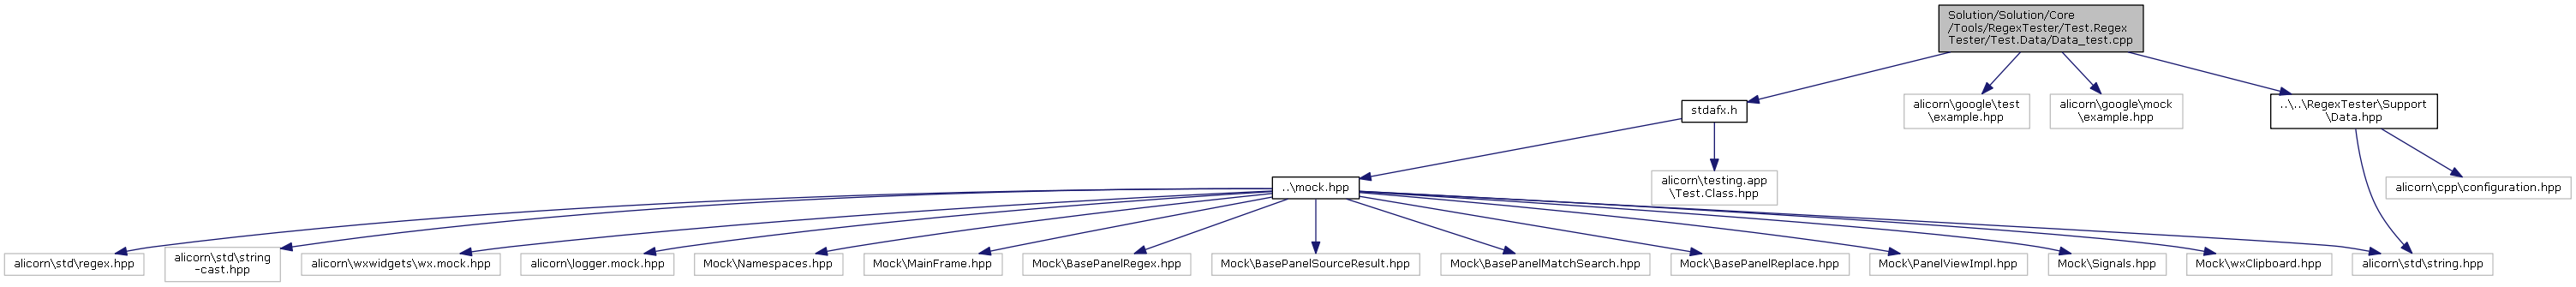 Solution/Solution/Core
/Tools/RegexTester/Test.Regex
Tester/Test.Data/Data_test.cpp
stdafx.h
alicorn\google\test
\example.hpp
alicorn\google\mock
\example.hpp
..\..\RegexTester\Support
\Data.hpp
..\mock.hpp
alicorn\testing.app
\Test.Class.hpp
alicorn\cpp\configuration.hpp
alicorn\std\regex.hpp
alicorn\std\string
-cast.hpp
alicorn\wxwidgets\wx.mock.hpp
alicorn\logger.mock.hpp
Mock\Namespaces.hpp
Mock\MainFrame.hpp
Mock\BasePanelRegex.hpp
Mock\BasePanelSourceResult.hpp
Mock\BasePanelMatchSearch.hpp
Mock\BasePanelReplace.hpp
Mock\PanelViewImpl.hpp
Mock\Signals.hpp
Mock\wxClipboard.hpp
alicorn\std\string.hpp